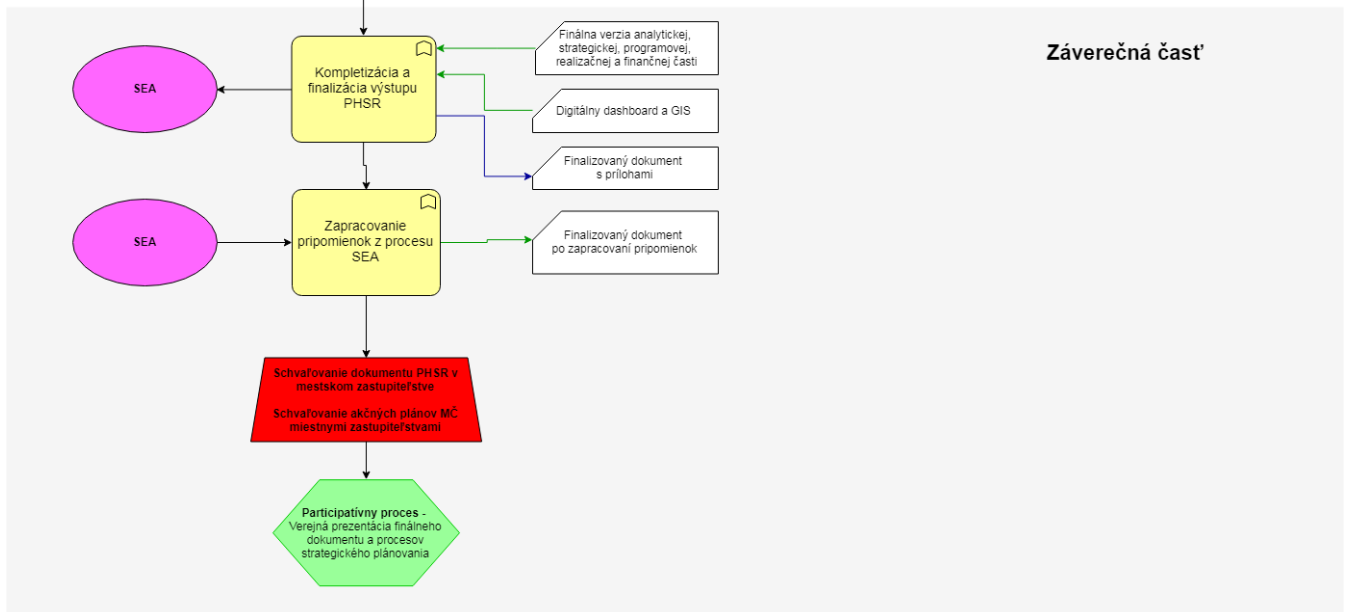 Záverečná časť
Finálna verzia analytickej,
strategickej, programovej,
realizačnej a finančnej časti
SEA
Kompletizácia a
finalizácia výstupu
PHSR
Digitálny dashboard a GIS
Finalizovaný dokument
s prílohami
SEA
Zapracovanie
pripomienok z procesu
SEA
Finalizovaný dokument
po zapracovaní pripomienok
Schvaľovanie dokumentu PHSR v
mestskom zastupiteľstve
Schvaľovanie akčných plánov MČ
miestnymi zastupiteľstvami
Participatívny proces -
Verejná prezentácia finálneho
dokumentu a procesov
strategického plánovania